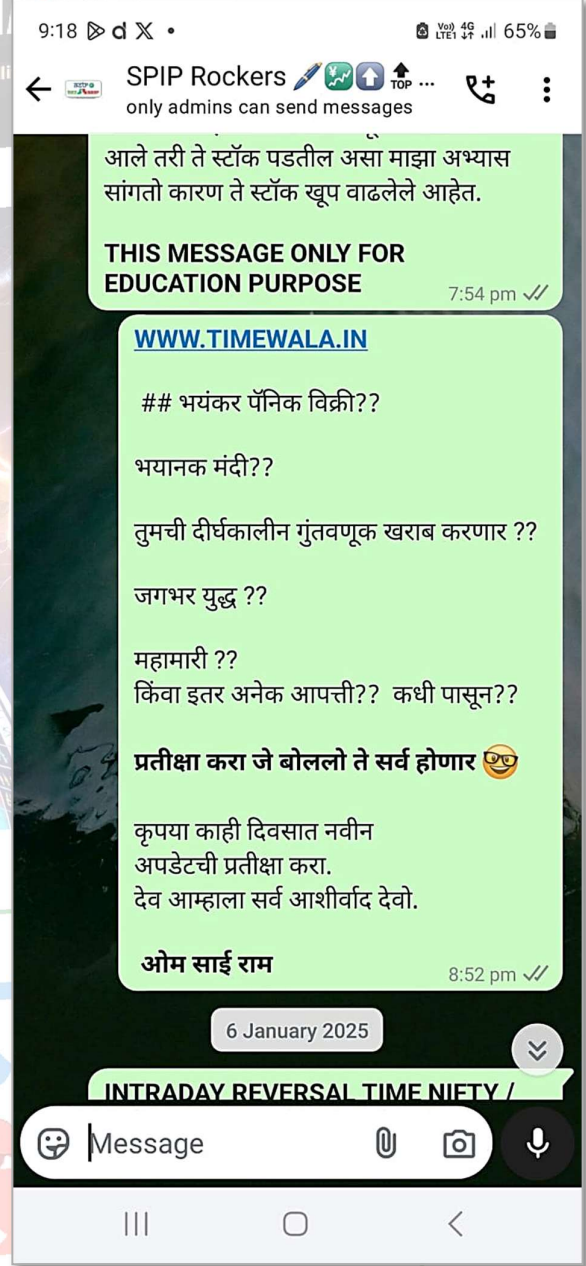 9:18
Voi) 4G
LTE1
65%
SPIP Rockers 🖊️💹⬆️🔝 ...
only admins can send messages
आले तरी ते स्टॉक पडतील असा माझा अभ्यास
सांगतो कारण ते स्टॉक खूप वाढलेले आहेत.
THIS MESSAGE ONLY FOR
EDUCATION PURPOSE
7:54 pm
WWW.TIMEWALA.IN
## भयंकर पॅनिक विक्री??
भयानक मंदी??
तुमची दीर्घकालीन गुंतवणूक खराब करणार ??
जगभर युद्ध ??
महामारी ??
किंवा इतर अनेक आपत्ती?? कधी पासून??
प्रतीक्षा करा जे बोललो ते सर्व होणार 🤓
कृपया काही दिवसात नवीन
अपडेटची प्रतीक्षा करा.
देव आम्हाला सर्व आशीर्वाद देवो.
ओम साई राम
8:52 pm
6 January 2025
INTRADAY REVERSAL TIME NIFTY /
Message